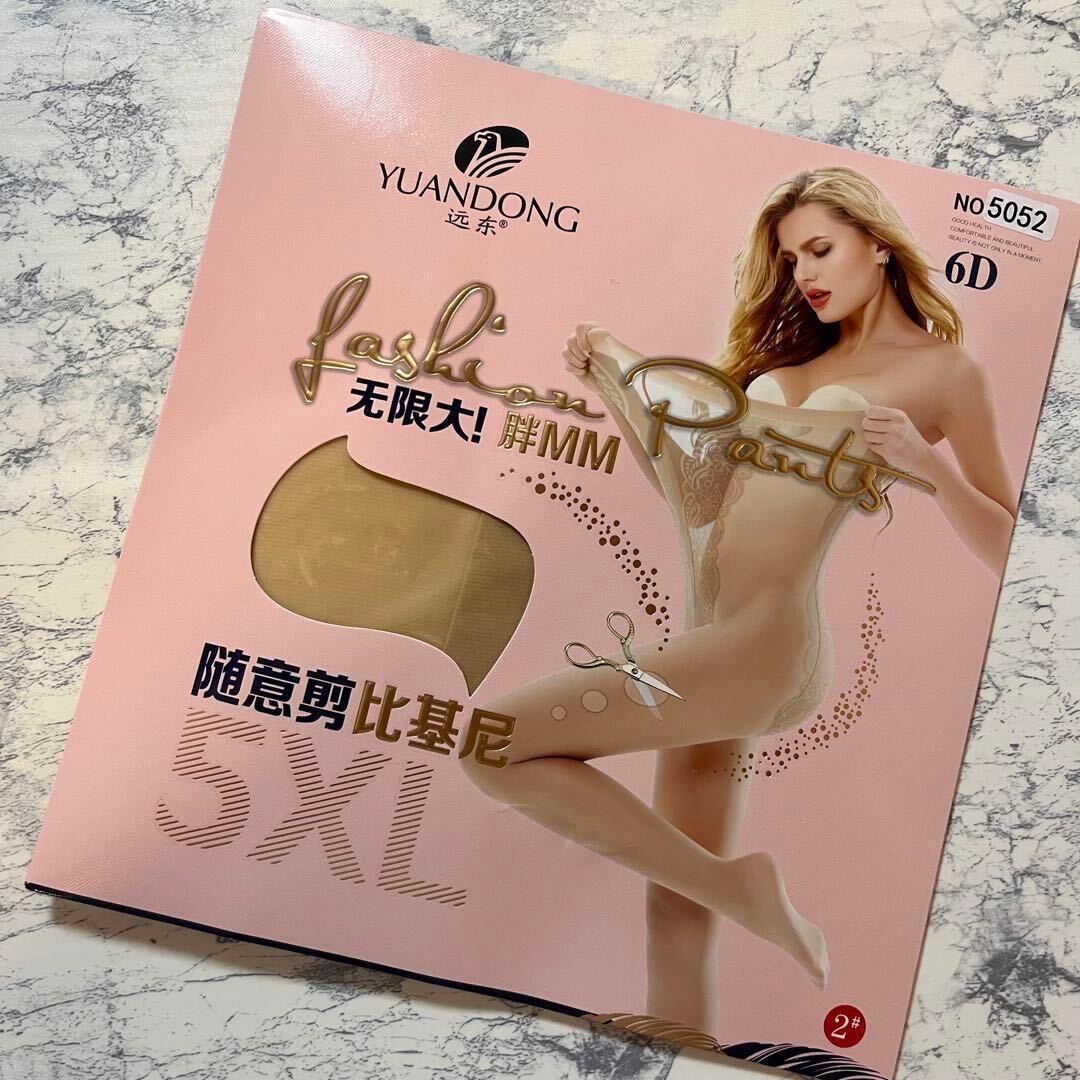 YUANDONG
远东®
NO 5052
GOOD HEALTH
COMFORTABLE AND BEAUTIFUL
BEAUTY IS NOT ONLY IN A MOMENT.
6D
fashion Pants
无限大! 胖MM
随意剪比基尼
5XL
2#